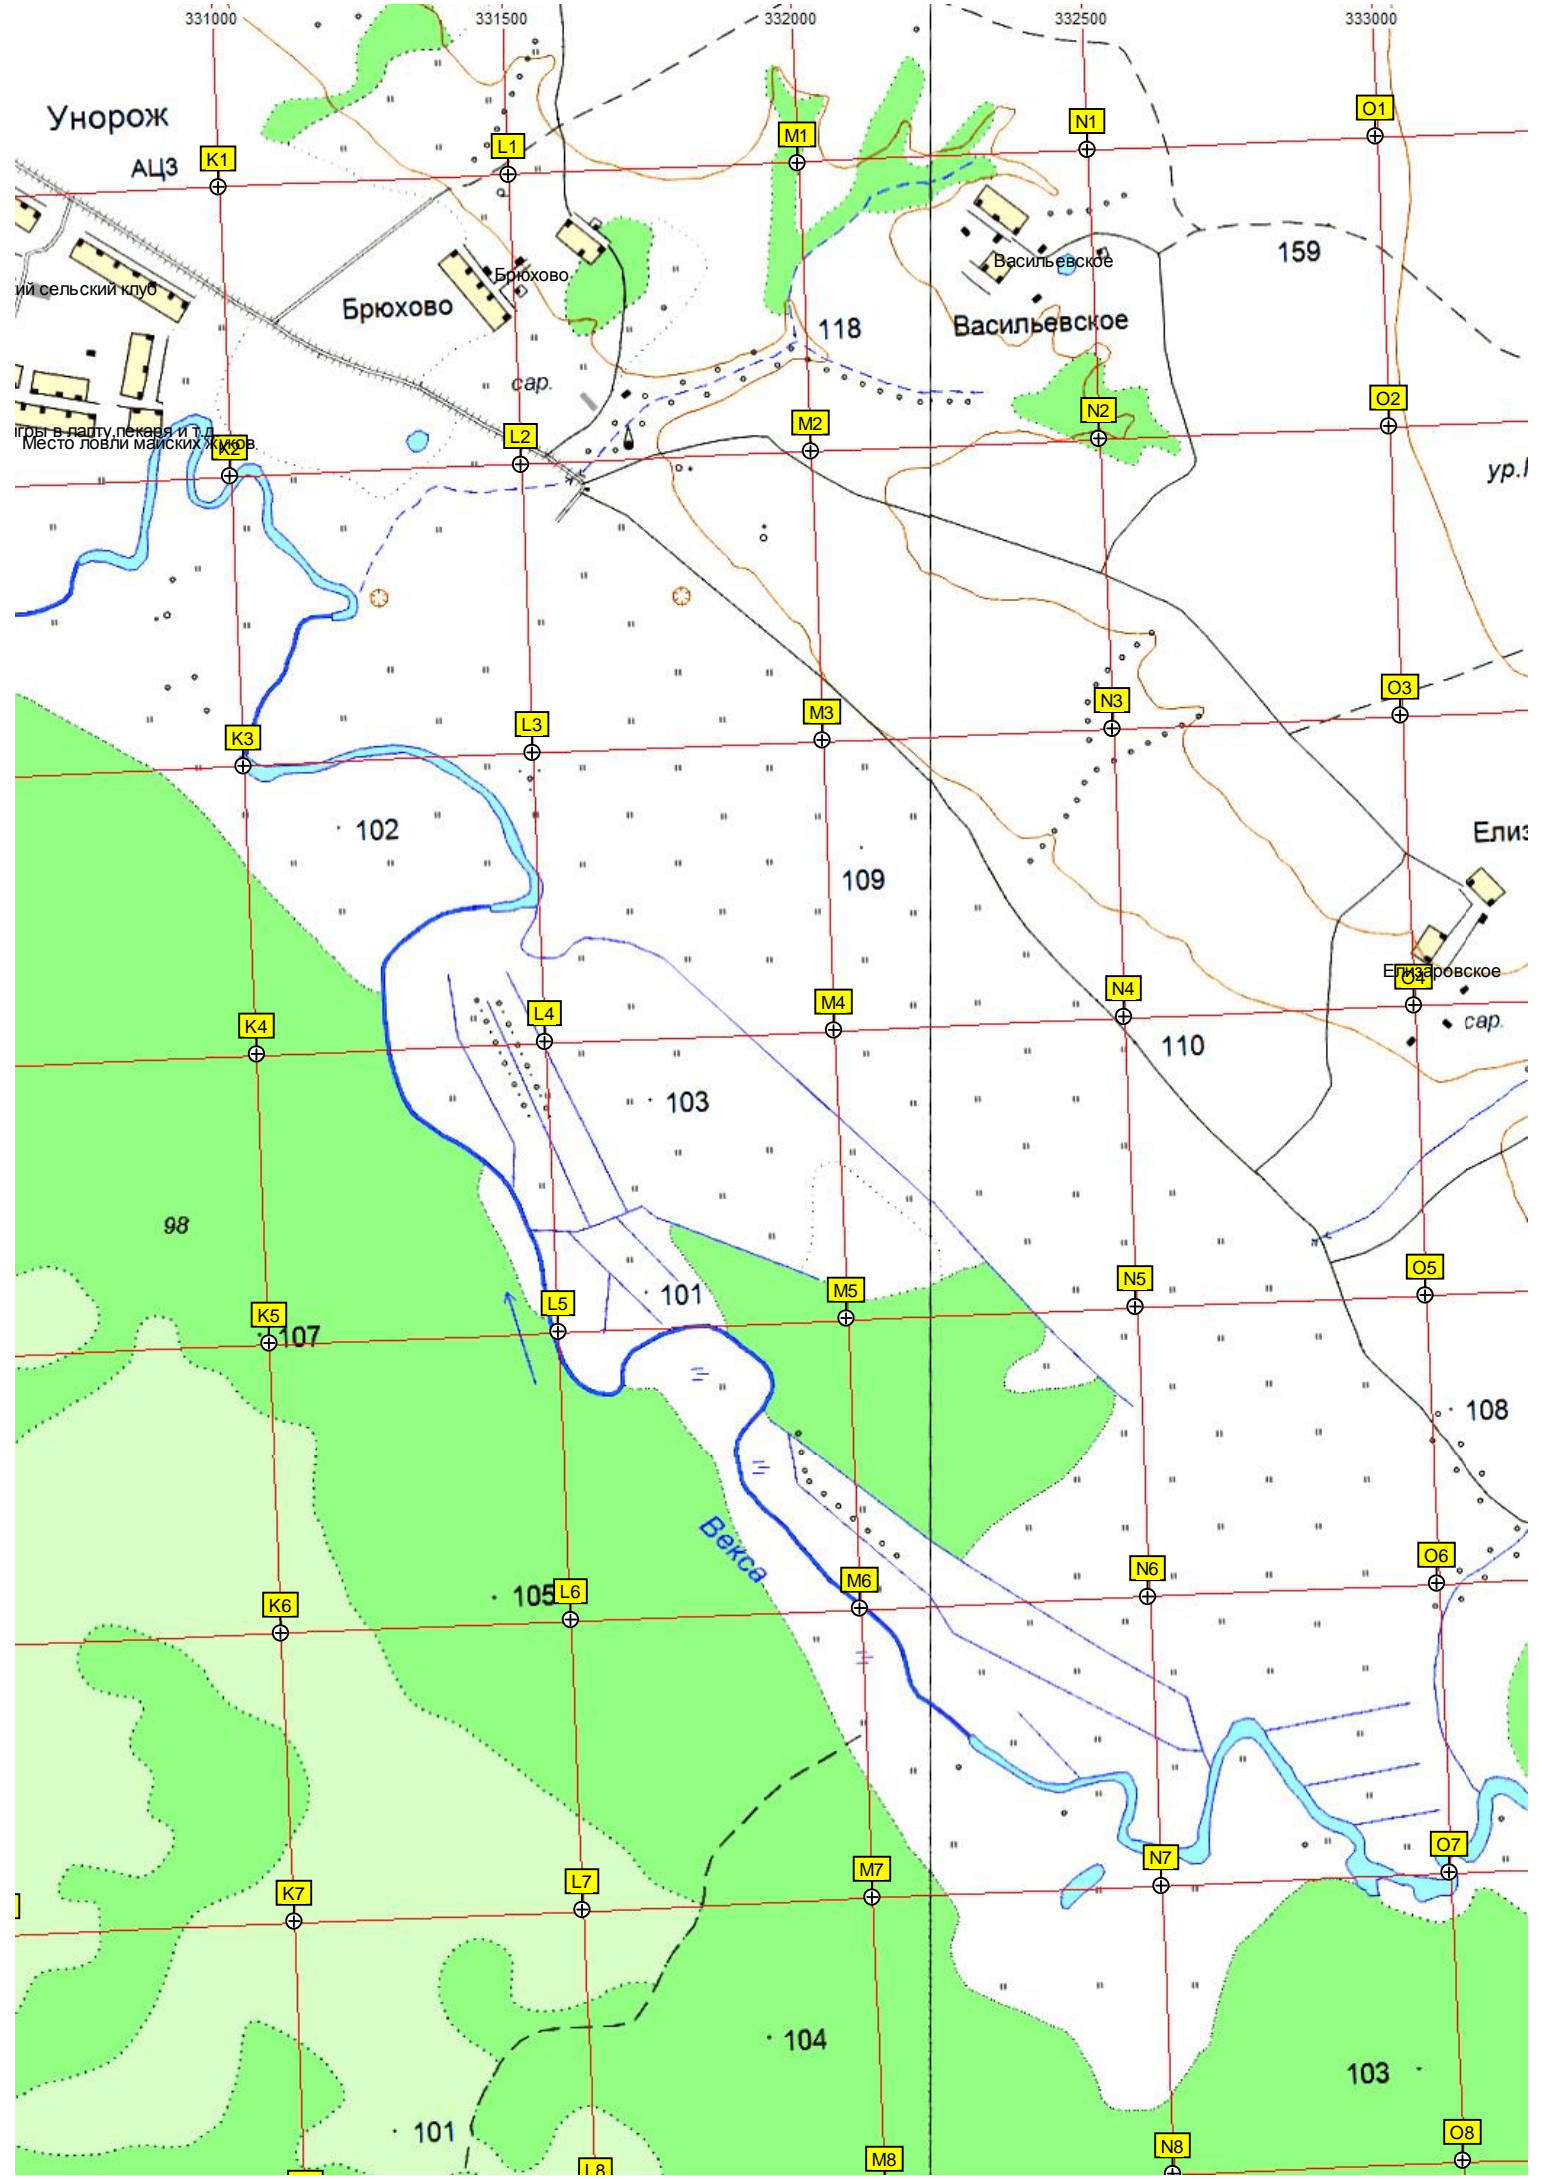 331000 331500 332000 332500 333000
Унорож
АЦЗ
K1 L1 M1 N1 O1
159
Васильевское
Брюхово
ий сельский клуб
Брюхово
118
Васильевское
сар.
K2 L2 M2 N2 O2
игры в лапту,пекаря и т.д.
Место ловли майских жуков.
ур.
K3 L3 M3 N3 O3
102
109
Елиз
Елизаровское
K4 L4 M4 N4 O4
сар.
110
103
98
101
K5 L5 M5 N5 O5
107
108
Векса
105
K6 L6 M6 N6 O6
K7 L7 M7 N7 O7
104
103
101
L8 M8 N8 O8